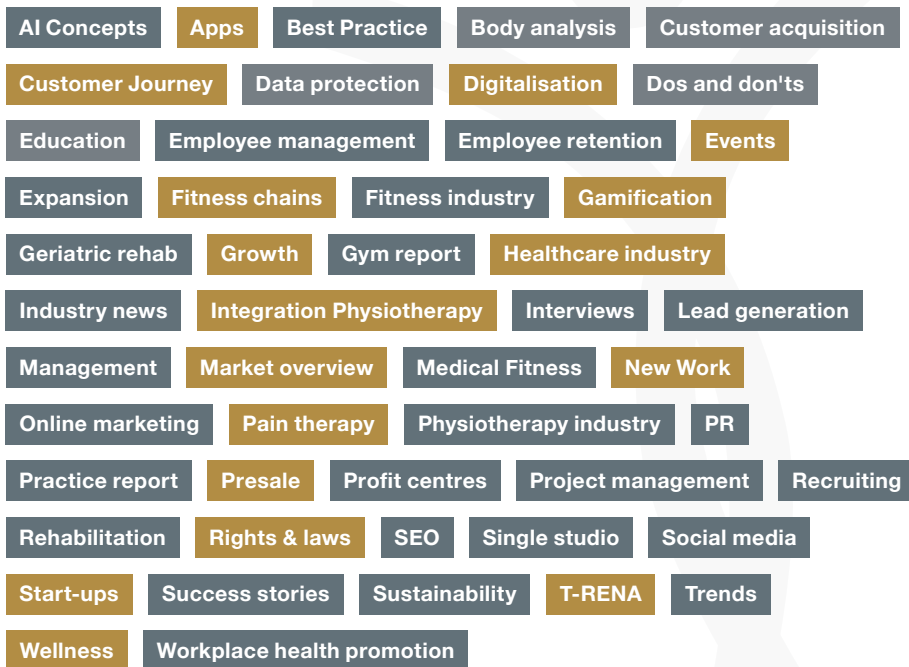 AI Concepts Apps Best Practice Body analysis Customer acquisition
Customer Journey Data protection Digitalisation Dos and don'ts
Education Employee management Employee retention Events
Expansion Fitness chains Fitness industry Gamification
Geriatric rehab Growth Gym report Healthcare industry
Industry news Integration Physiotherapy Interviews Lead generation
Management Market overview Medical Fitness New Work
Online marketing Pain therapy Physiotherapy industry PR
Practice report Presale Profit centres Project management Recruiting
Rehabilitation Rights & laws SEO Single studio Social media
Start-ups Success stories Sustainability T-RENA Trends
Wellness Workplace health promotion